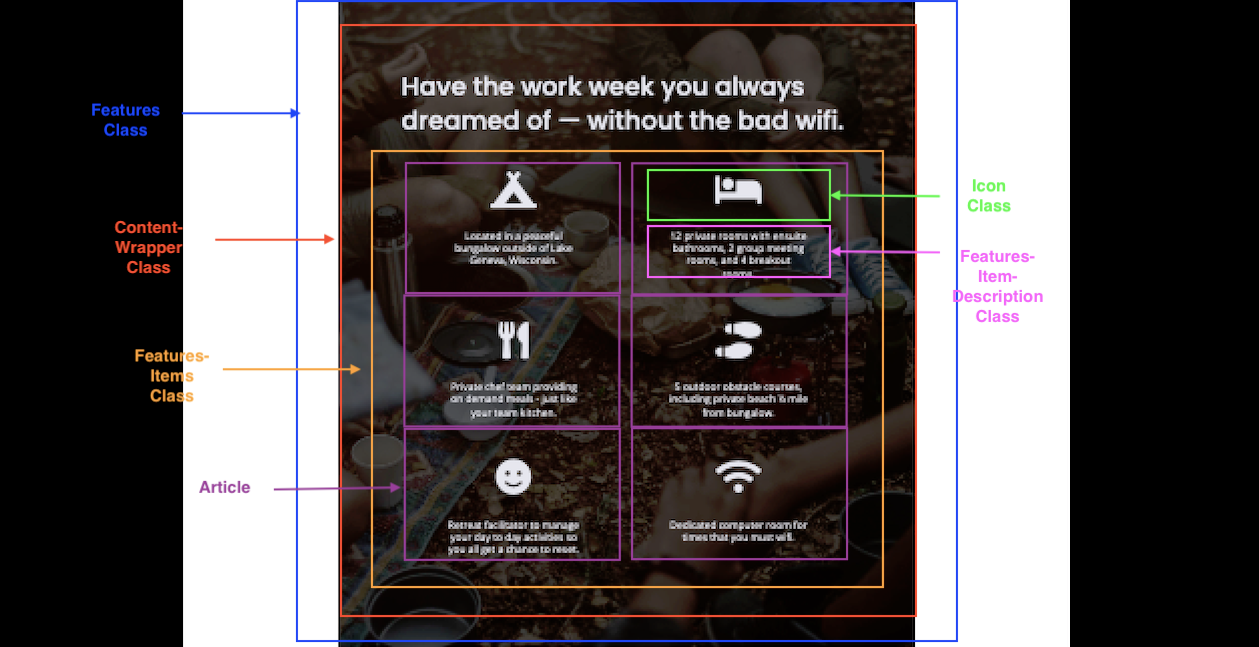 Have the work week you always
dreamed of — without the bad wifi.
Features
Class
Content-
Wrapper
Class
Features-
Items
Class
Article
Icon
Class
Features-
Item-
Description
Class
Located in a peaceful
bungalow outside of Lake
Geneva, Wisconsin.
12 private rooms with ensuite
bathrooms, 2 group meeting
rooms, and 4 breakout
rooms.
Private chef team providing
on demand meals - just like
your team kitchen.
5 outdoor obstacle courses,
including private beach ½ mile
from bungalow.
Retreat facilitator to manage
your day to day activities so
you all get a chance to reset.
Dedicated computer room for
times that you must wifi.